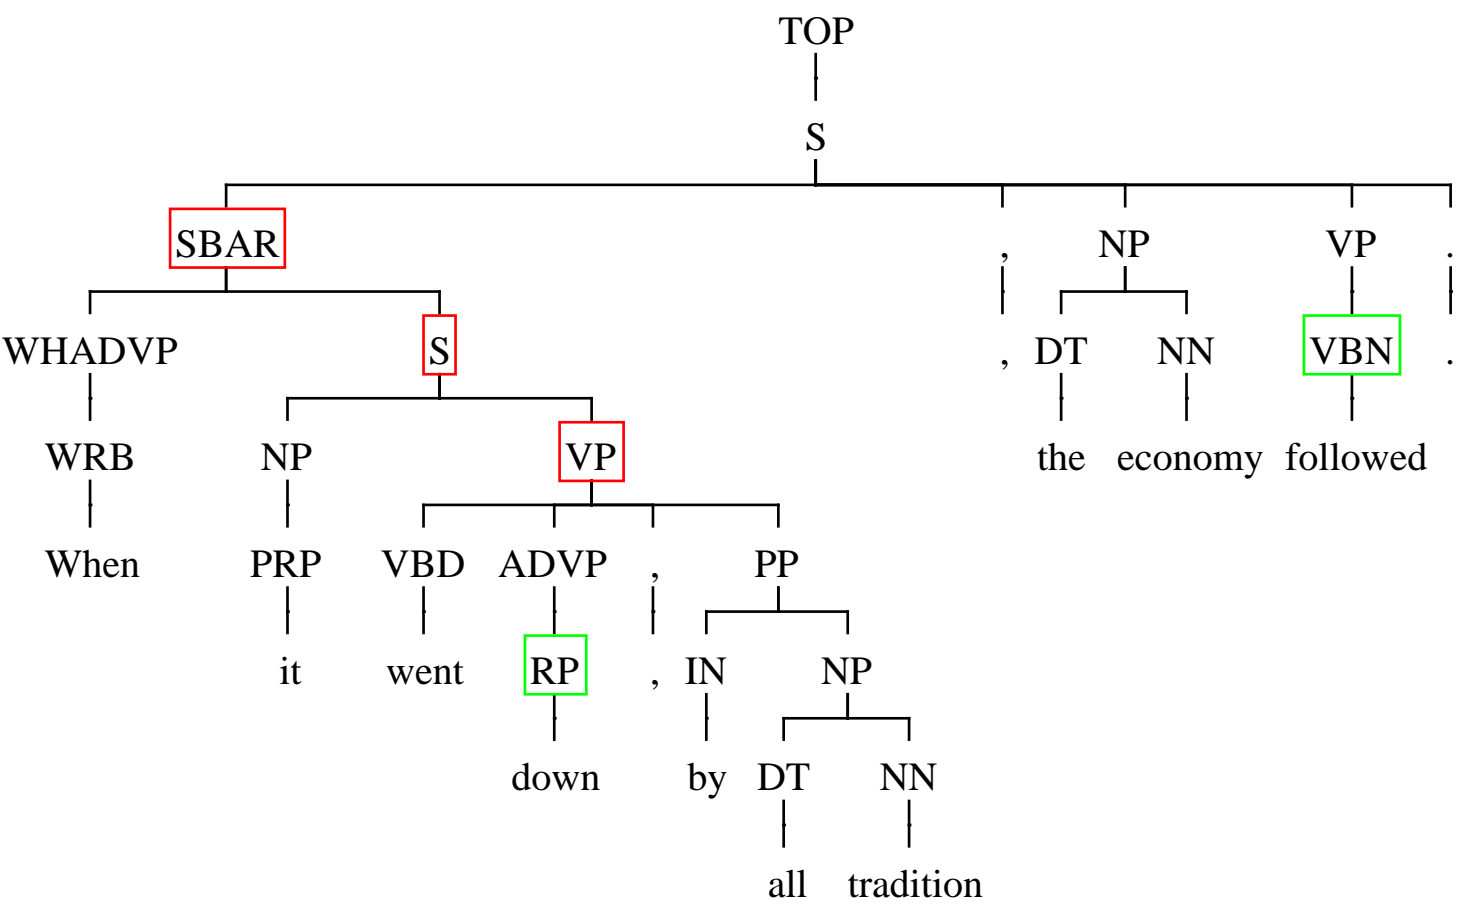 TOP
S
SBAR , NP VP .
WHADVP S , DT NN VBN .
WRB NP VP the economy followed
When PRP VBD ADVP , PP
it went RP , IN NP
down by DT NN
all tradition